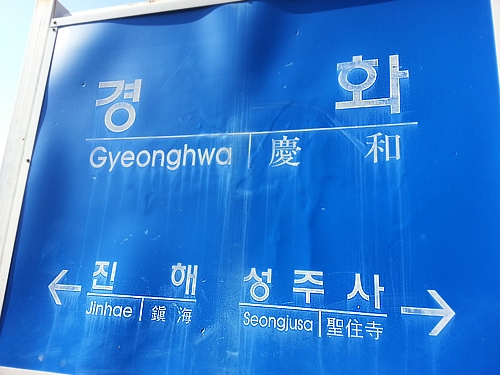 경 화
Gyeonghwa 慶 和
← 진 해 성 주 사 →
Jinhae 鎭 海 Seongjusa 聖住寺